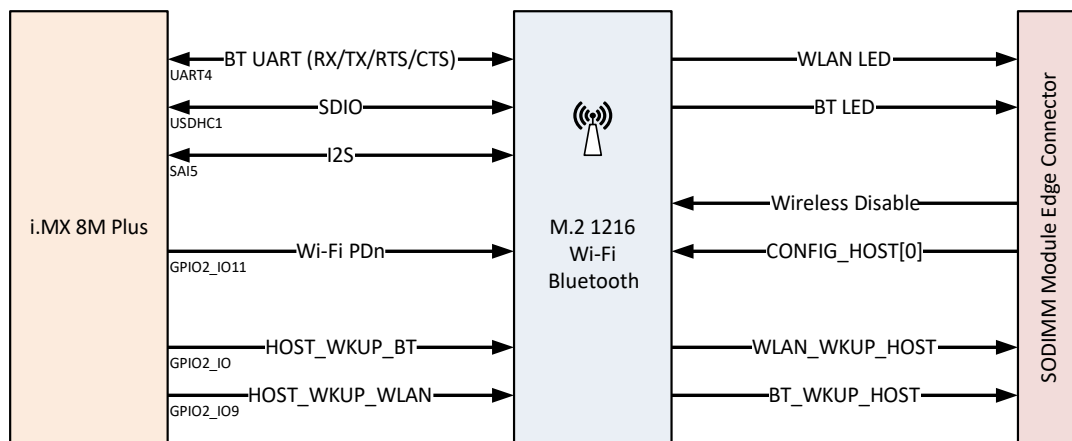 BT UART (RX/TX/RTS/CTS)
UART4
SDIO
USDHC1
I2S
SAI5
i.MX 8M Plus
Wi-Fi PDn
GPIO2_IO11
HOST_WKUP_BT
GPIO2_IO
HOST_WKUP_WLAN
GPIO2_IO9
M.2 1216
Wi-Fi
Bluetooth
WLAN LED
BT LED
Wireless Disable
CONFIG_HOST[0]
WLAN_WKUP_HOST
BT_WKUP_HOST
SODIMM Module Edge Connector